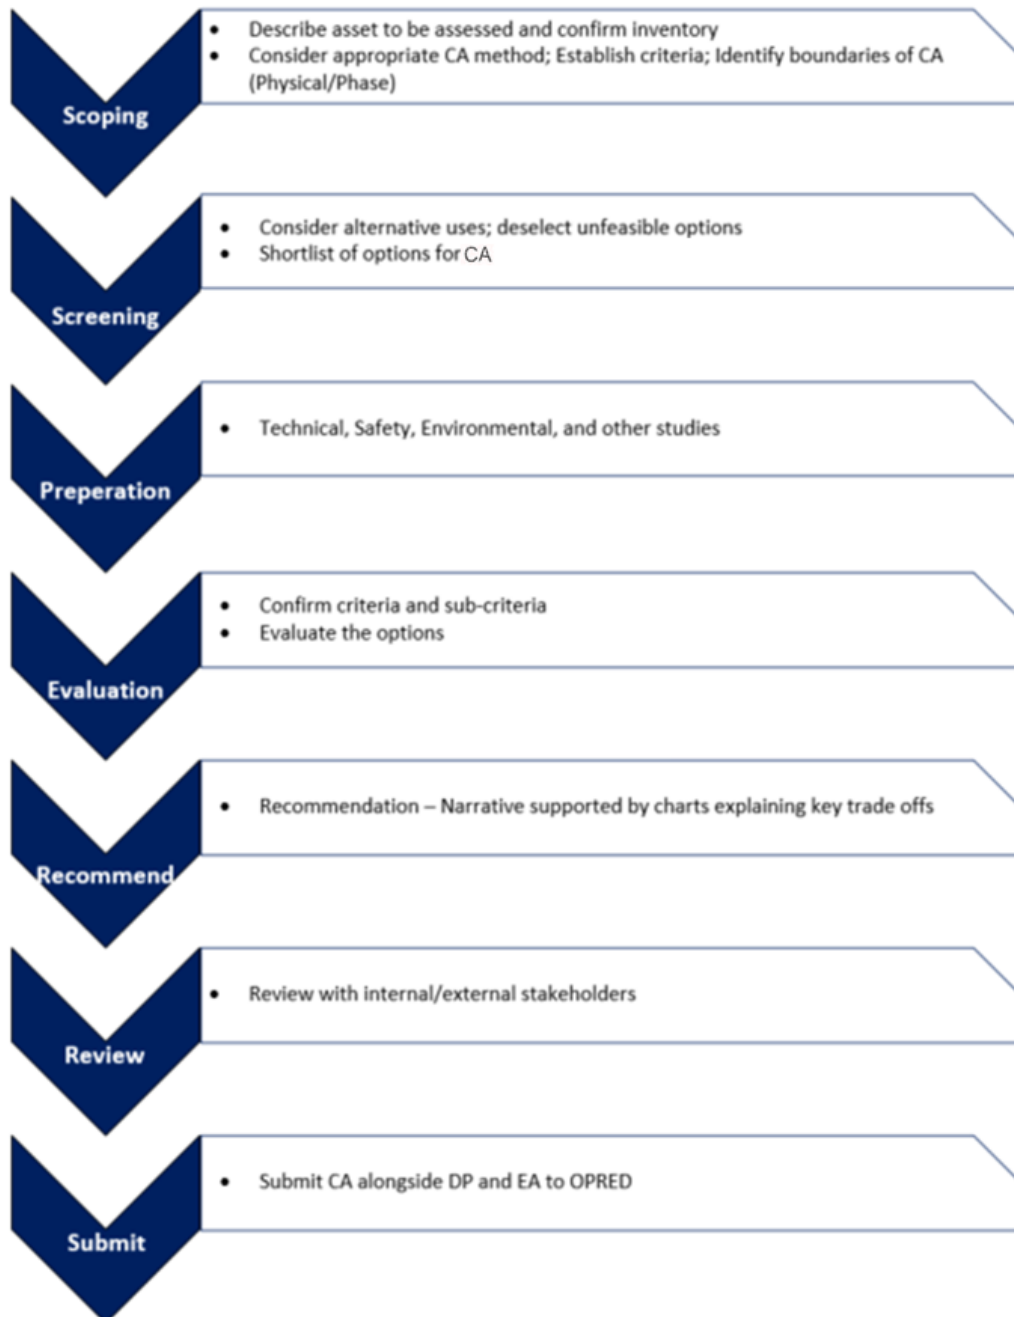 • Describe asset to be assessed and confirm inventory
• Consider appropriate CA method; Establish criteria; Identify boundaries of CA
(Physical/Phase)
Scoping
• Consider alternative uses; deselect unfeasible options
• Shortlist of options for CA
Screening
• Technical, Safety, Environmental, and other studies
Preperation
• Confirm criteria and sub-criteria
• Evaluate the options
Evaluation
• Recommendation – Narrative supported by charts explaining key trade offs
Recommend
• Review with internal/external stakeholders
Review
• Submit CA alongside DP and EA to OPRED
Submit